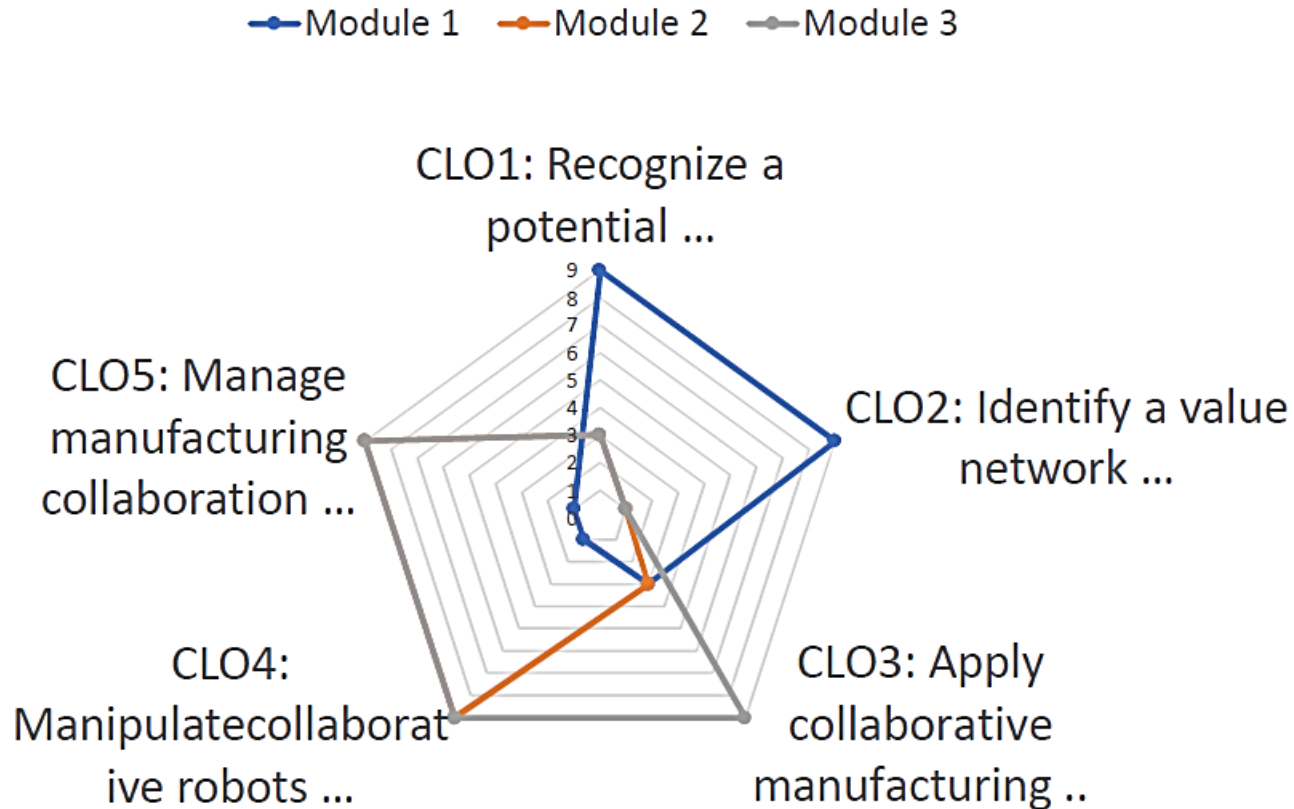 Module 1 Module 2 Module 3
CLO1: Recognize a
potential ...
9
8
7
6
5
4
3
2
1
0
CLO2: Identify a value
network ...
CLO3: Apply
collaborative
manufacturing ..
CLO4:
Manipulatecollaborat
ive robots ...
CLO5: Manage
manufacturing
collaboration ...